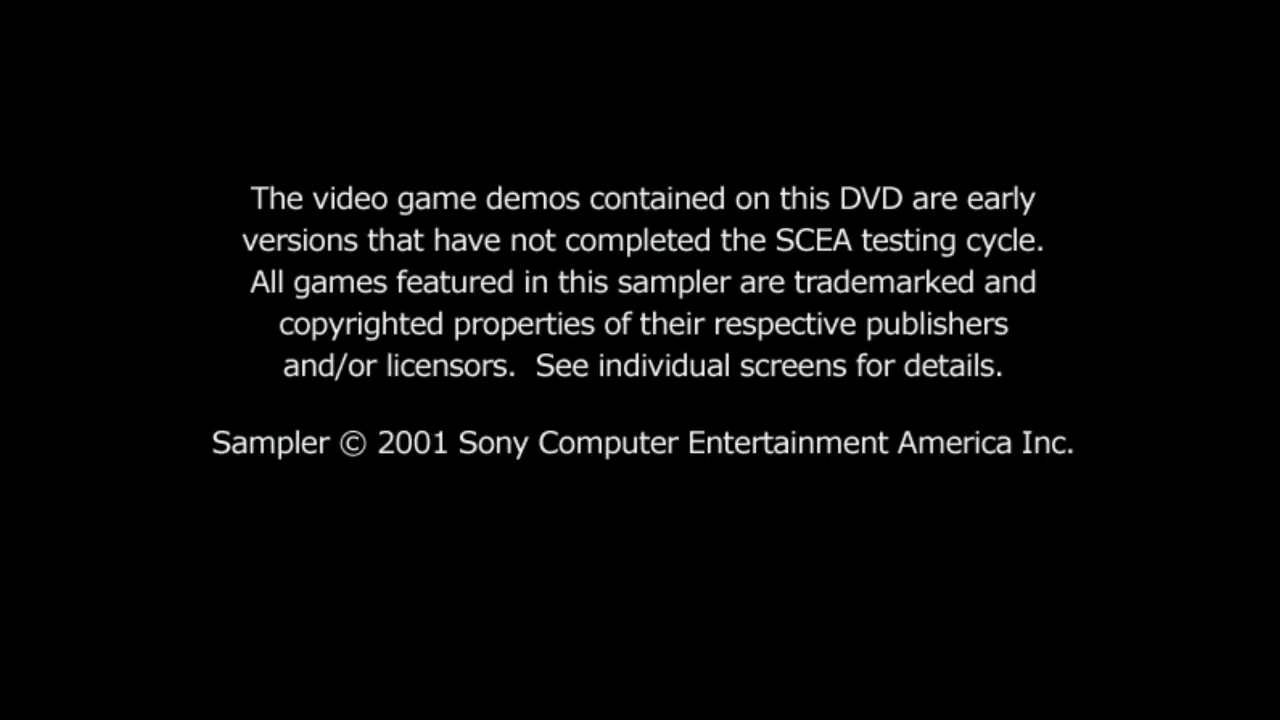 The video game demos contained on this DVD are early
versions that have not completed the SCEA testing cycle.
All games featured in this sampler are trademarked and
copyrighted properties of their respective publishers
and/or licensors.  See individual screens for details.
Sampler © 2001 Sony Computer Entertainment America Inc.